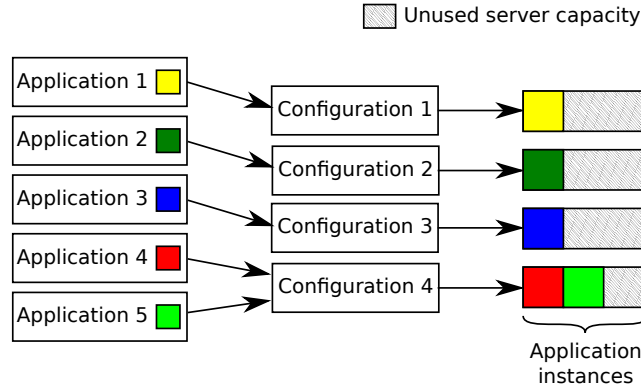 Unused server capacity
Application 1
Configuration 1
Application 2
Configuration 2
Application 3
Configuration 3
Application 4
Configuration 4
Application 5
Application
instances